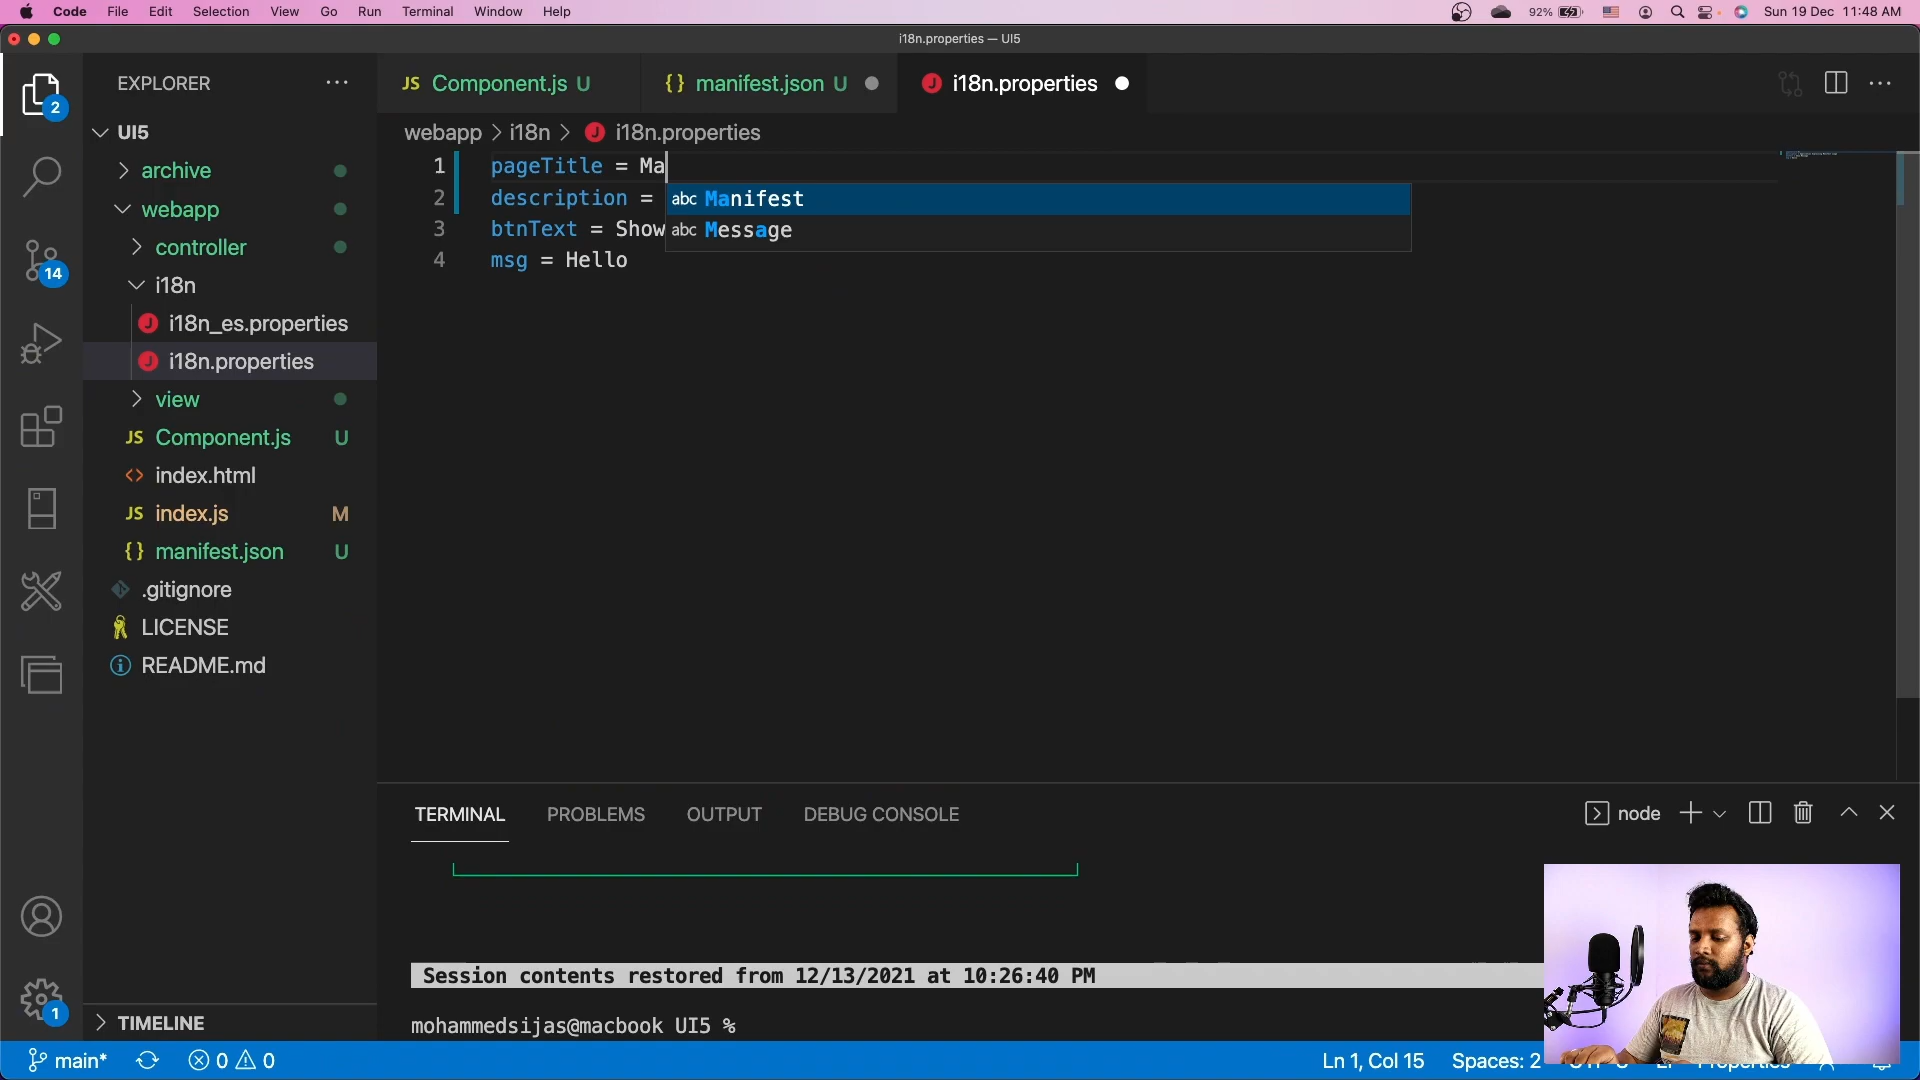 Code File Edit Selection View Go Run Terminal Window Help 92% Sun 19 Dec 11:48 AM
i18n.properties — UI5
2
EXPLORER
JS Component.js U
{} manifest.json U
J i18n.properties
UI5
webapp > i18n > J i18n.properties
archive
webapp
controller
i18n
J i18n_es.properties
J i18n.properties
view
JS Component.js U
<> index.html
JS index.js M
{} manifest.json U
.gitignore
LICENSE
README.md
14
1 pageTitle = Ma
2 description =
3 btnText = Show
4 msg = Hello
abc Manifest
abc Message
TERMINAL PROBLEMS OUTPUT DEBUG CONSOLE
node
Session contents restored from 12/13/2021 at 10:26:40 PM
mohammedsijas@macbook UI5 %
1
TIMELINE
main* 0 0
Ln 1, Col 15 Spaces: 2